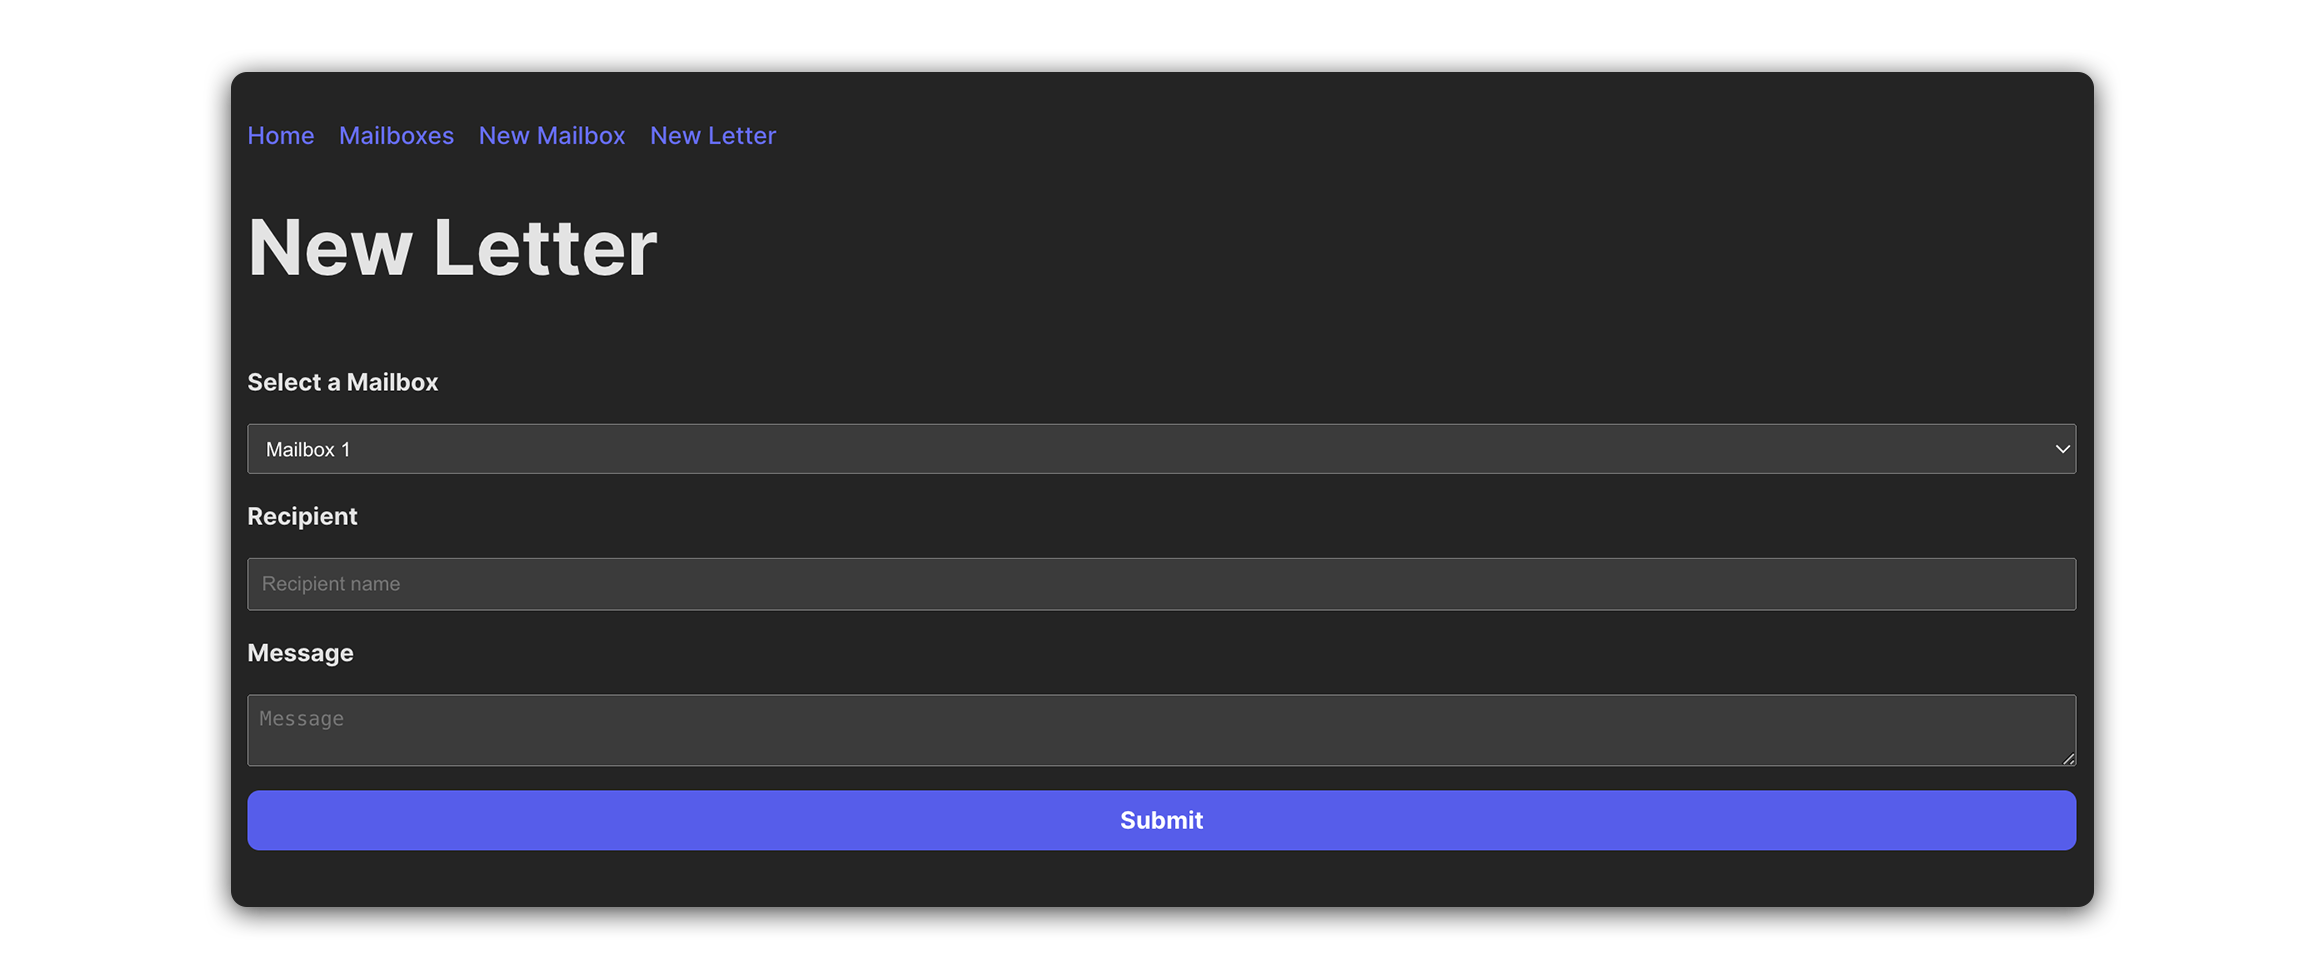 Home Mailboxes New Mailbox New Letter
New Letter
Select a Mailbox
Mailbox 1
Recipient
Recipient name
Message
Message
Submit